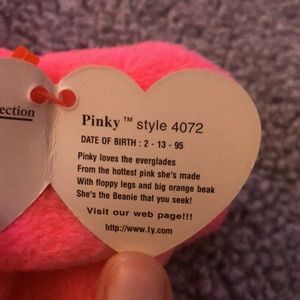 ection
Pinky™ style 4072
DATE OF BIRTH : 2 - 13 - 95
Pinky loves the everglades
From the hottest pink she's made
With floppy legs and big orange beak
She's the Beanie that you seek!
Visit our web page!!!
http://www.ty.com